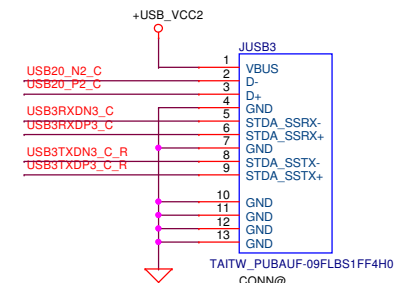 +USB_VCC2
JUSB3
1 VBUS
USB20_N2_C 2 D-
USB20_P2_C 3 D+
4 GND
USB3RXDN3_C 5 STDA_SSRX-
USB3RXDP3_C 6 STDA_SSRX+
7 GND
USB3TXDN3_C_R 8 STDA_SSTX-
USB3TXDP3_C_R 9 STDA_SSTX+
10 GND
11 GND
12 GND
13 GND
TAITW_PUBAUF-09FLBS1FF4H0
CONN@